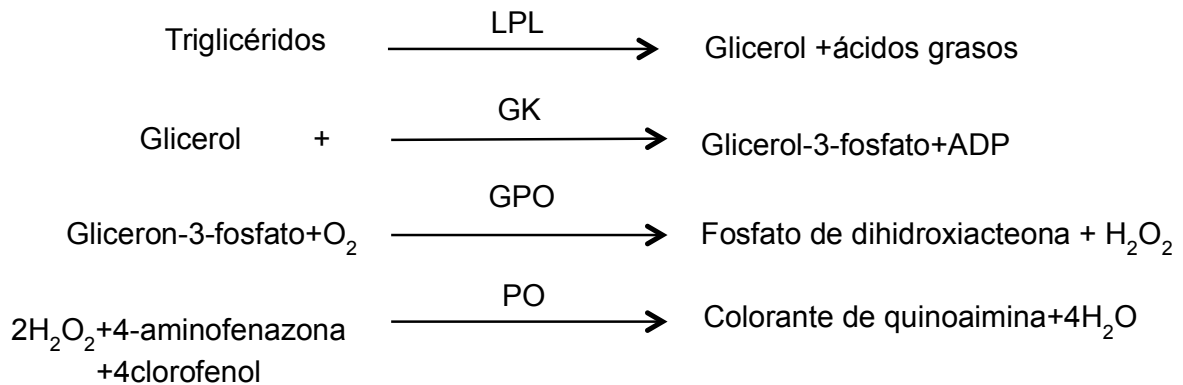 LPL
Triglicéridos
Glicerol +ácidos grasos
GK
Glicerol +
Glicerol-3-fosfato+ADP
GPO
Gliceron-3-fosfato+O₂
Fosfato de dihidroxiacteona + H₂O₂
PO
2H₂O₂+4-aminofenazona
+4clorofenol
Colorante de quinoaimina+4H₂O